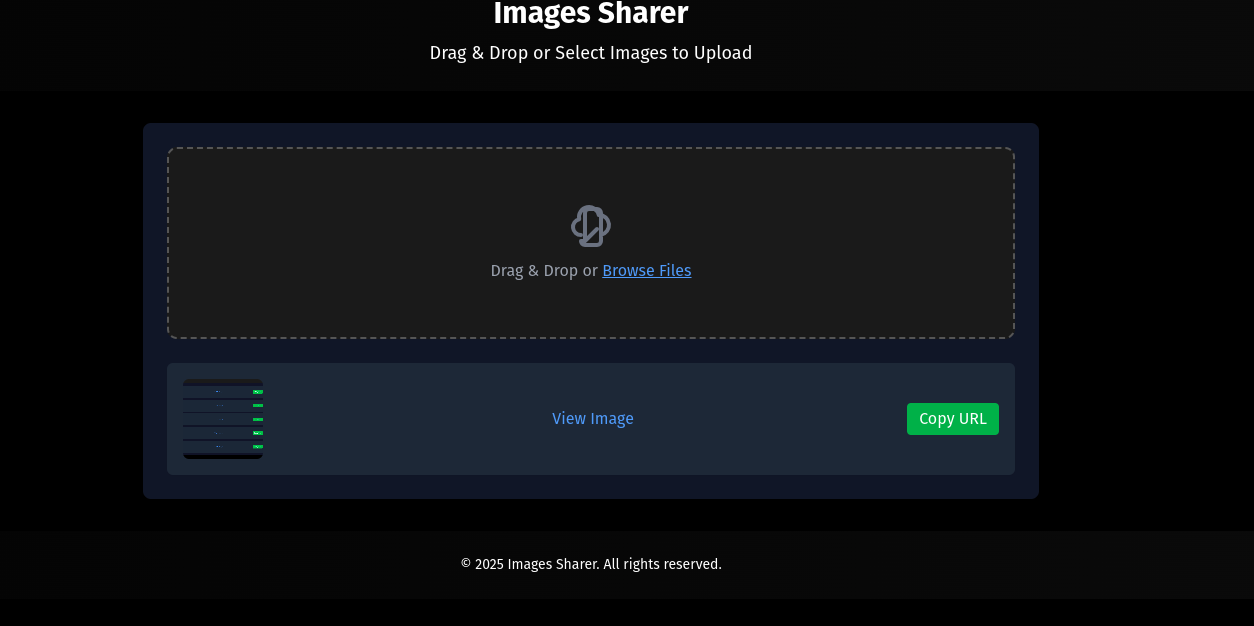 Images Sharer
Drag & Drop or Select Images to Upload
Drag & Drop or Browse Files
View Image
Copy URL
© 2025 Images Sharer. All rights reserved.